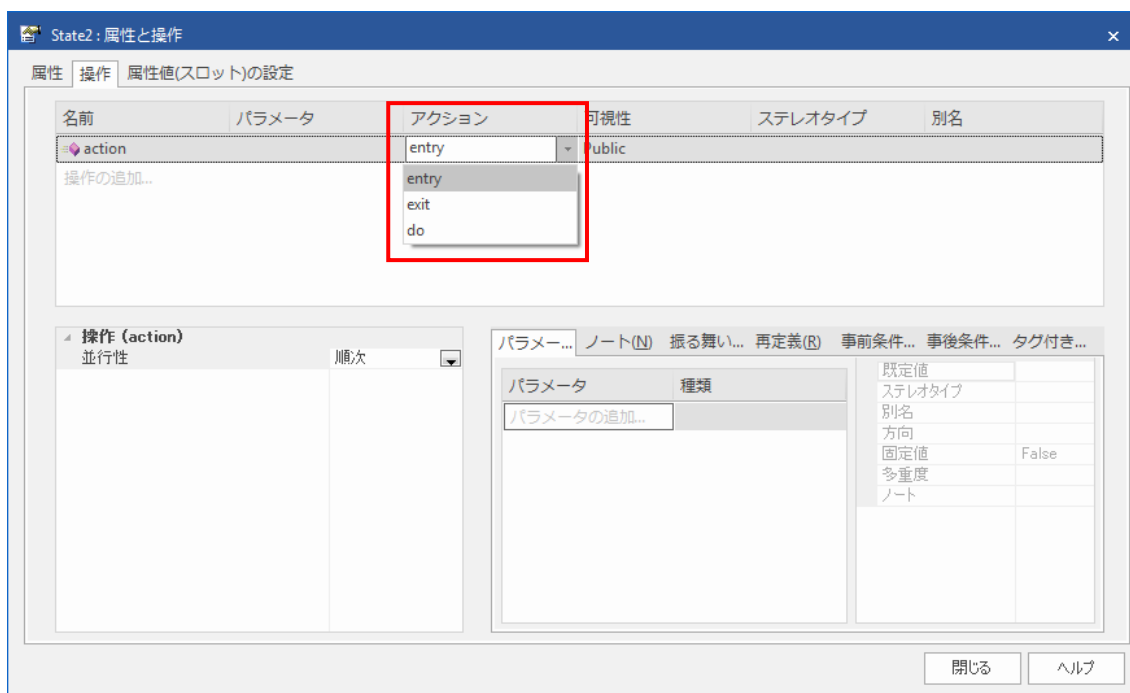 State2 : 属性と操作
属性 操作 属性値(スロット)の設定
名前 パラメータ アクション 可視性 ステレオタイプ 別名
action entry Public
操作の追加...
entry
exit
do
操作 (action)
並行性 順次
パラメー... ノート(N) 振る舞い... 再定義(R) 事前条件... 事後条件... タグ付き...
パラメータ 種類
パラメータの追加...
既定値
ステレオタイプ
別名
方向
固定値 False
多重度
ノート
閉じる ヘルプ